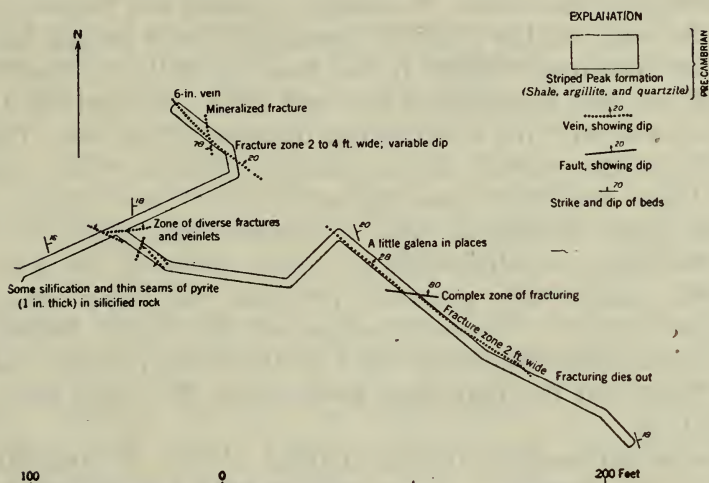 EXPLANATION
PRE-CAMBRIAN
Striped Peak formation
(Shale, argillite, and quartzite)
20
Vein, showing dip
20
Fault, showing dip
70
Strike and dip of beds
N
6-in. vein
Mineralized fracture
Fracture zone 2 to 4 ft. wide; variable dip
78
20
18
Zone of diverse fractures
and veinlets
20
A little galena in places
28
80
Complex zone of fracturing
Some silification and thin seams of pyrite
(1 in. thick) in silicified rock
Fracture zone 2 ft. wide
Fracturing dies out
18
100 0 200 Feet